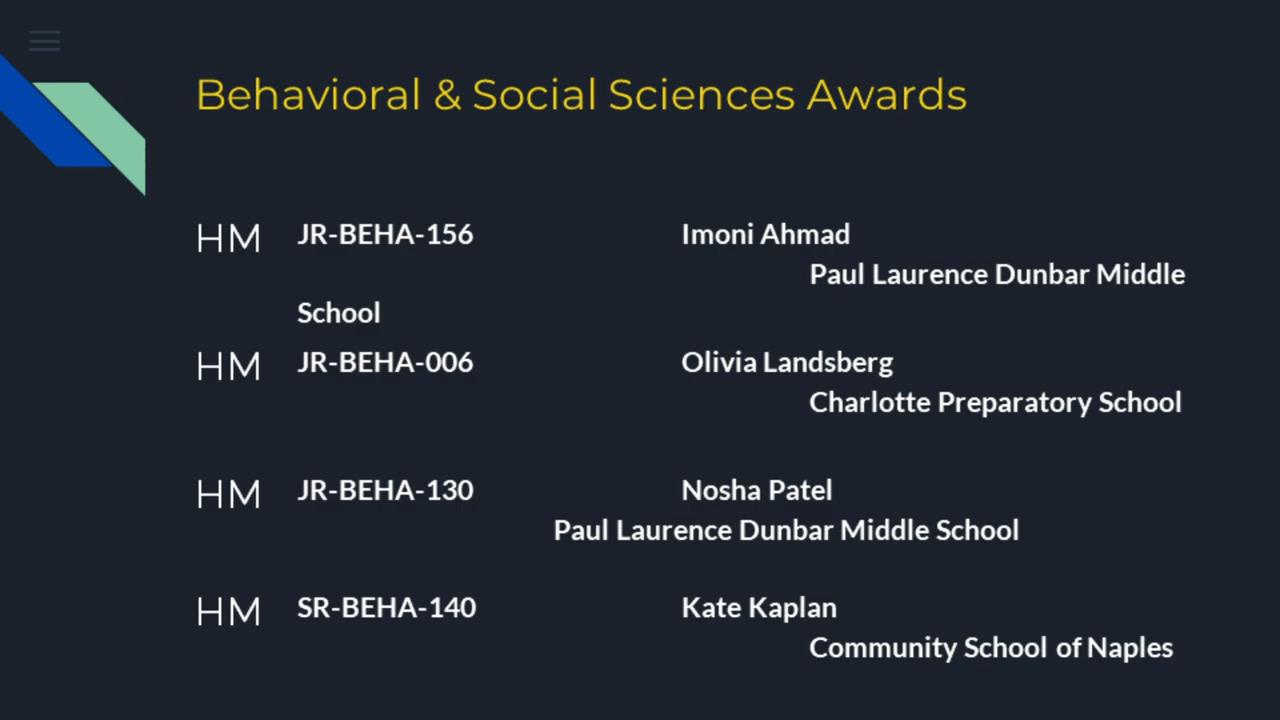 Behavioral & Social Sciences Awards
HM JR-BEHA-156 Imoni Ahmad
Paul Laurence Dunbar Middle
School
HM JR-BEHA-006 Olivia Landsberg
Charlotte Preparatory School
HM JR-BEHA-130 Nosha Patel
Paul Laurence Dunbar Middle School
HM SR-BEHA-140 Kate Kaplan
Community School of Naples